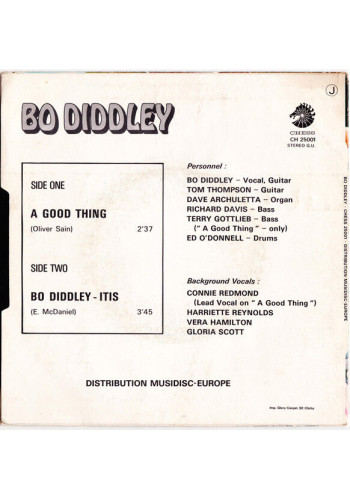 J
BO DIDDLEY
CHESS
CH 25001
STEREO G.U.
SIDE ONE
A GOOD THING
(Oliver Sain) 2'37
SIDE TWO
BO DIDDLEY - ITIS
(E. McDaniel) 3'45
Personnel :
BO DIDDLEY – Vocal, Guitar
TOM THOMPSON – Guitar
DAVE ARCHULETTA – Organ
RICHARD DAVIS – Bass
TERRY GOTTLIEB – Bass
(" A Good Thing " – only)
ED O'DONNELL – Drums
Background Vocals :
CONNIE REDMOND
(Lead Vocal on " A Good Thing ")
HARRIETTE REYNOLDS
VERA HAMILTON
GLORIA SCOTT
DISTRIBUTION MUSIDISC-EUROPE
BO DIDDLEY - CHESS 25001 - DISTRIBUTION MUSIDISC-EUROPE